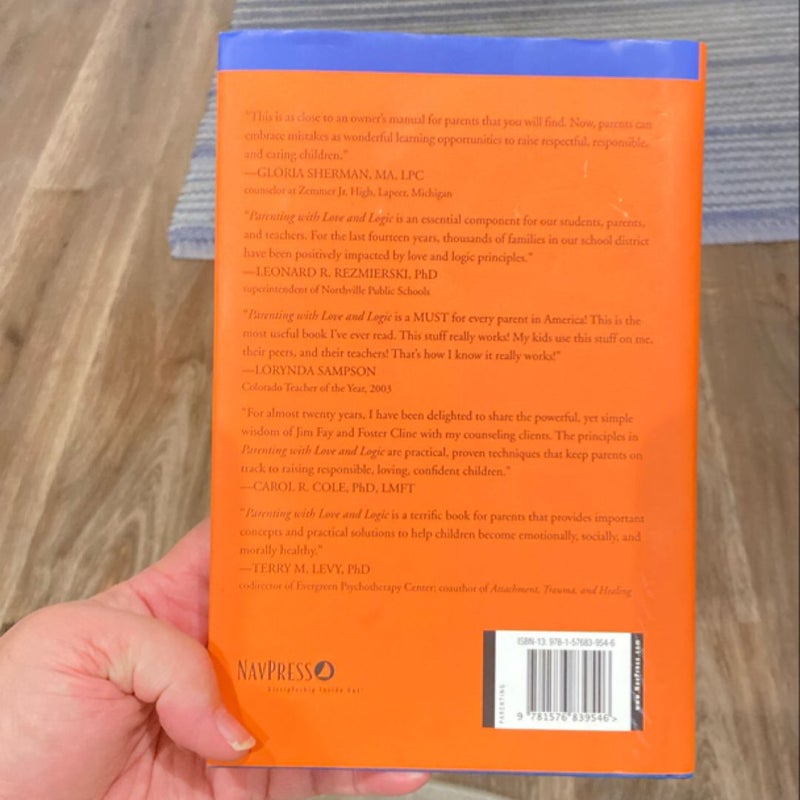 "This is as close to an owner's manual for parents that you will find. Now, parents can
embrace mistakes as wonderful learning opportunities to raise respectful, responsible,
and caring children."
—GLORIA SHERMAN, MA, LPC
counselor at Zemmer Jr. High, Lapeer, Michigan
"Parenting with Love and Logic is an essential component for our students, parents,
and teachers. For the last fourteen years, thousands of families in our school district
have been positively impacted by love and logic principles."
—LEONARD R. REZMIERSKI, PhD
superintendent of Northville Public Schools
"Parenting with Love and Logic is a MUST for every parent in America! This is the
most useful book I've ever read. This stuff really works! My kids use this stuff on me,
their peers, and their teachers! That's how I know it really works!"
—LORYNDA SAMPSON
Colorado Teacher of the Year, 2003
"For almost twenty years, I have been delighted to share the powerful, yet simple
wisdom of Jim Fay and Foster Cline with my counseling clients. The principles in
Parenting with Love and Logic are practical, proven techniques that keep parents on
track to raising responsible, loving, confident children."
—CAROL R. COLE, PhD, LMFT
"Parenting with Love and Logic is a terrific book for parents that provides important
concepts and practical solutions to help children become emotionally, socially, and
morally healthy."
—TERRY M. LEVY, PhD
codirector of Evergreen Psychotherapy Center; coauthor of Attachment, Trauma, and Healing
NAVPRESS
Discipleship Inside Out
PARENTING
ISBN-13: 978-1-57683-954-6
9 781576 839546 >
www.NavPress.com